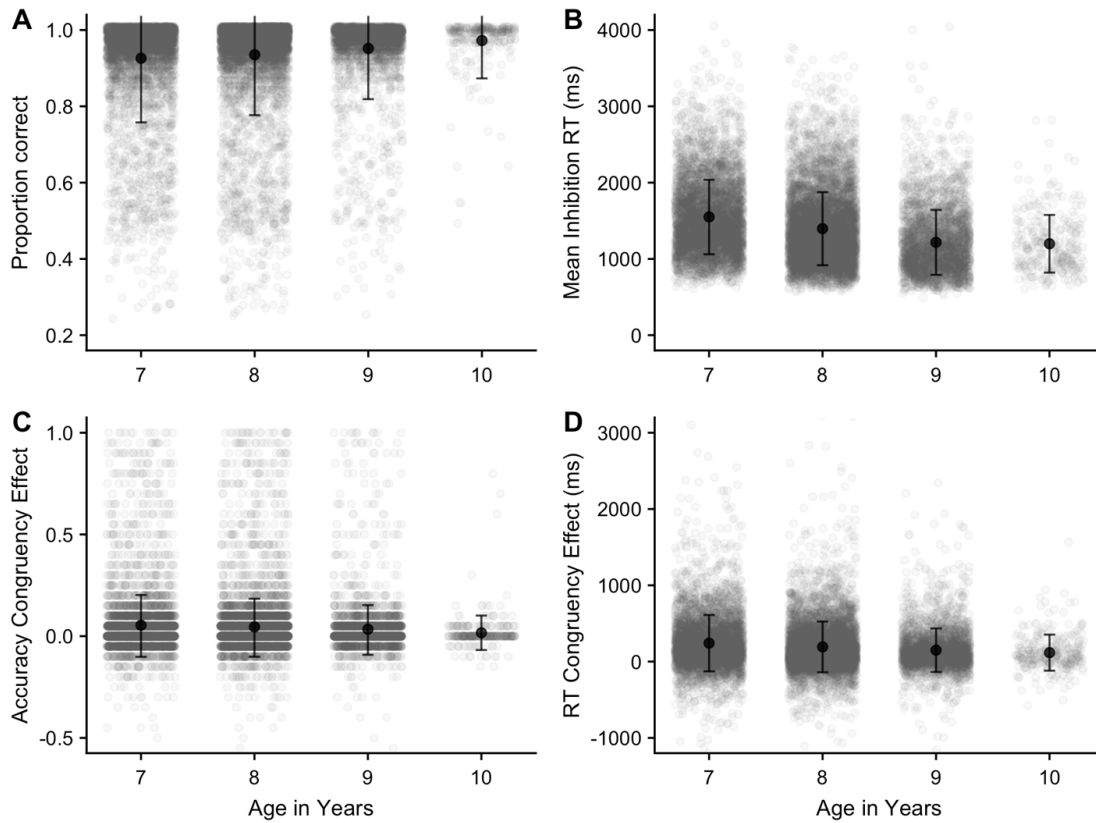 A
Proportion correct
1.0
0.8
0.6
0.4
0.2
7 8 9 10
B
Mean Inhibition RT (ms)
4000
3000
2000
1000
0
7 8 9 10
C
Accuracy Congruency Effect
1.0
0.5
0.0
-0.5
7 8 9 10
Age in Years
D
RT Congruency Effect (ms)
3000
2000
1000
0
-1000
7 8 9 10
Age in Years